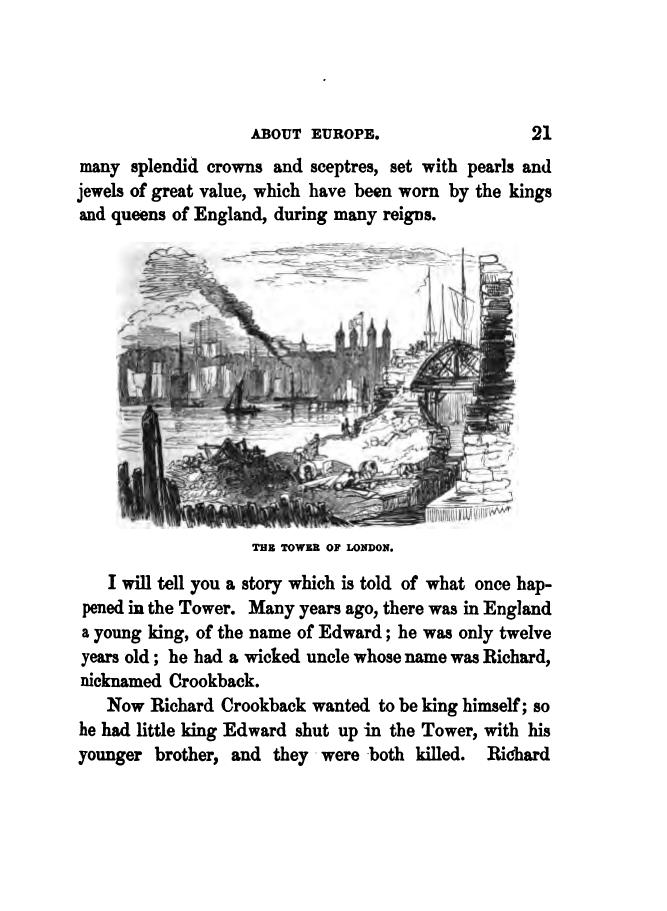 ABOUT EUROPE. 21
many splendid crowns and sceptres, set with pearls and
jewels of great value, which have been worn by the kings
and queens of England, during many reigns.
THE TOWER OF LONDON.
I will tell you a story which is told of what once hap-
pened in the Tower. Many years ago, there was in England
a young king, of the name of Edward; he was only twelve
years old; he had a wicked uncle whose name was Richard,
nicknamed Crookback.
Now Richard Crookback wanted to be king himself; so
he had little king Edward shut up in the Tower, with his
younger brother, and they were both killed. Richard